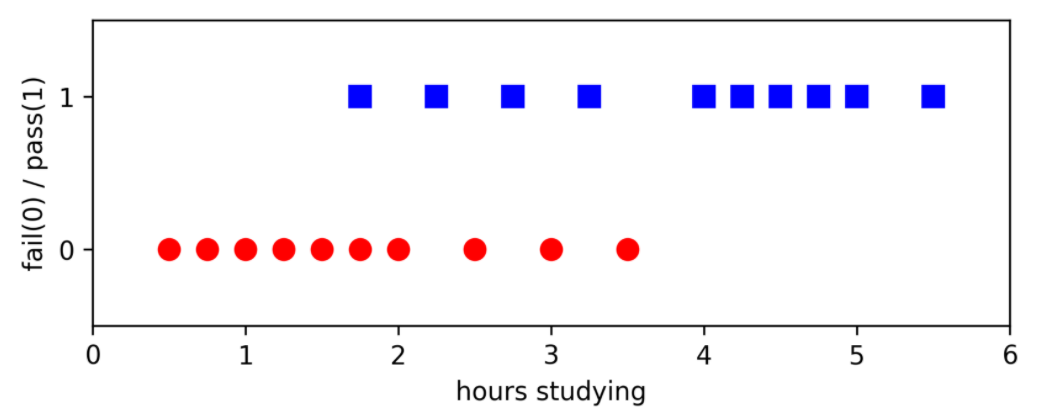 fail(0) / pass(1)
1
0
0 1 2 3 4 5 6
hours studying